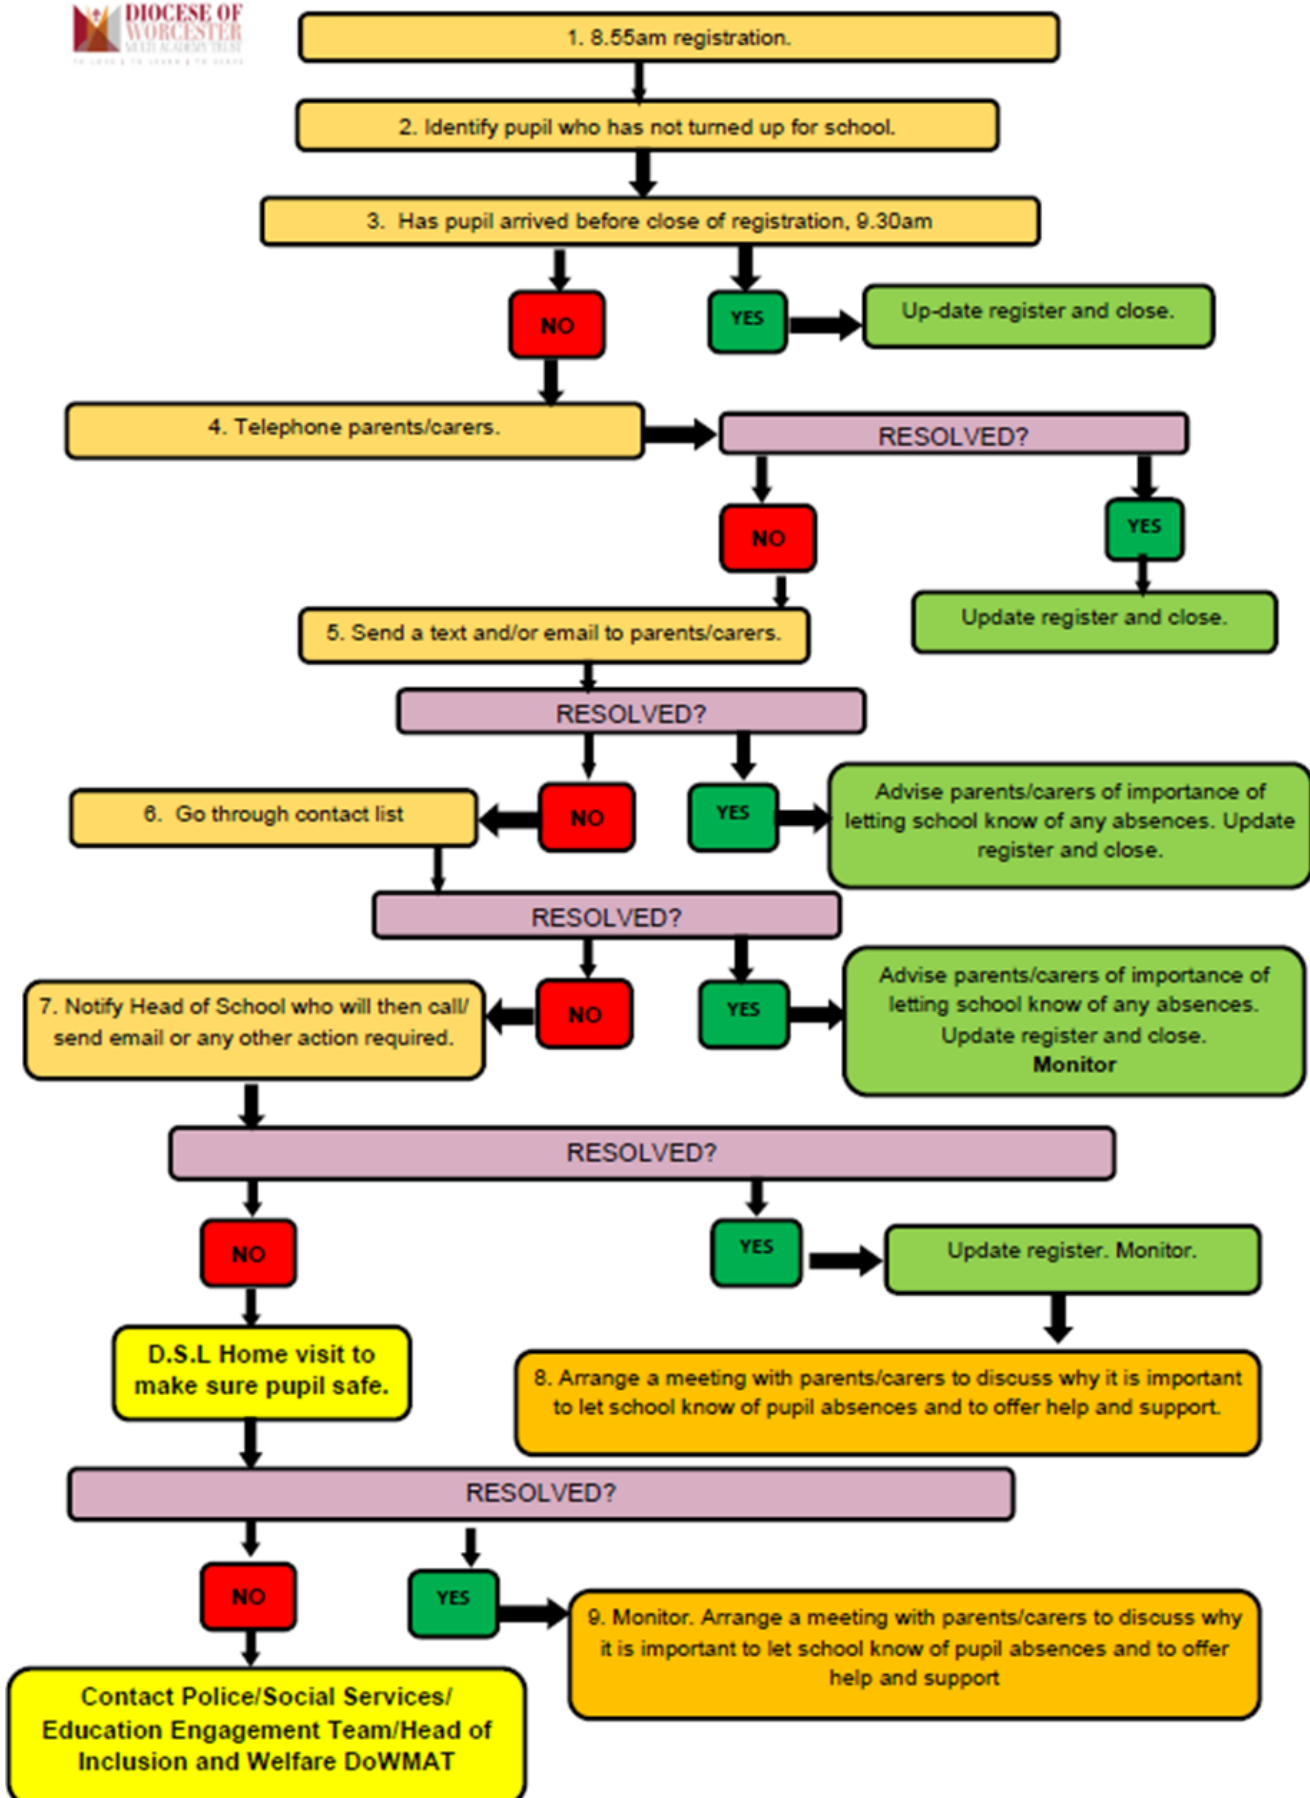 DIOCESE OF
WORCESTER
MULTI ACADEMY TRUST
TO LOVE | TO LEARN | TO SERVE
1. 8.55am registration.
2. Identify pupil who has not turned up for school.
3. Has pupil arrived before close of registration, 9.30am
NO
YES
Up-date register and close.
4. Telephone parents/carers.
RESOLVED?
NO
YES
Update register and close.
5. Send a text and/or email to parents/carers.
RESOLVED?
NO
YES
Advise parents/carers of importance of
letting school know of any absences. Update
register and close.
6. Go through contact list
RESOLVED?
NO
YES
Advise parents/carers of importance of
letting school know of any absences.
Update register and close.
Monitor
7. Notify Head of School who will then call/
send email or any other action required.
RESOLVED?
NO
YES
Update register. Monitor.
8. Arrange a meeting with parents/carers to discuss why it is important
to let school know of pupil absences and to offer help and support.
D.S.L Home visit to
make sure pupil safe.
RESOLVED?
NO
YES
9. Monitor. Arrange a meeting with parents/carers to discuss why
it is important to let school know of pupil absences and to offer
help and support
Contact Police/Social Services/
Education Engagement Team/Head of
Inclusion and Welfare DoWMAT